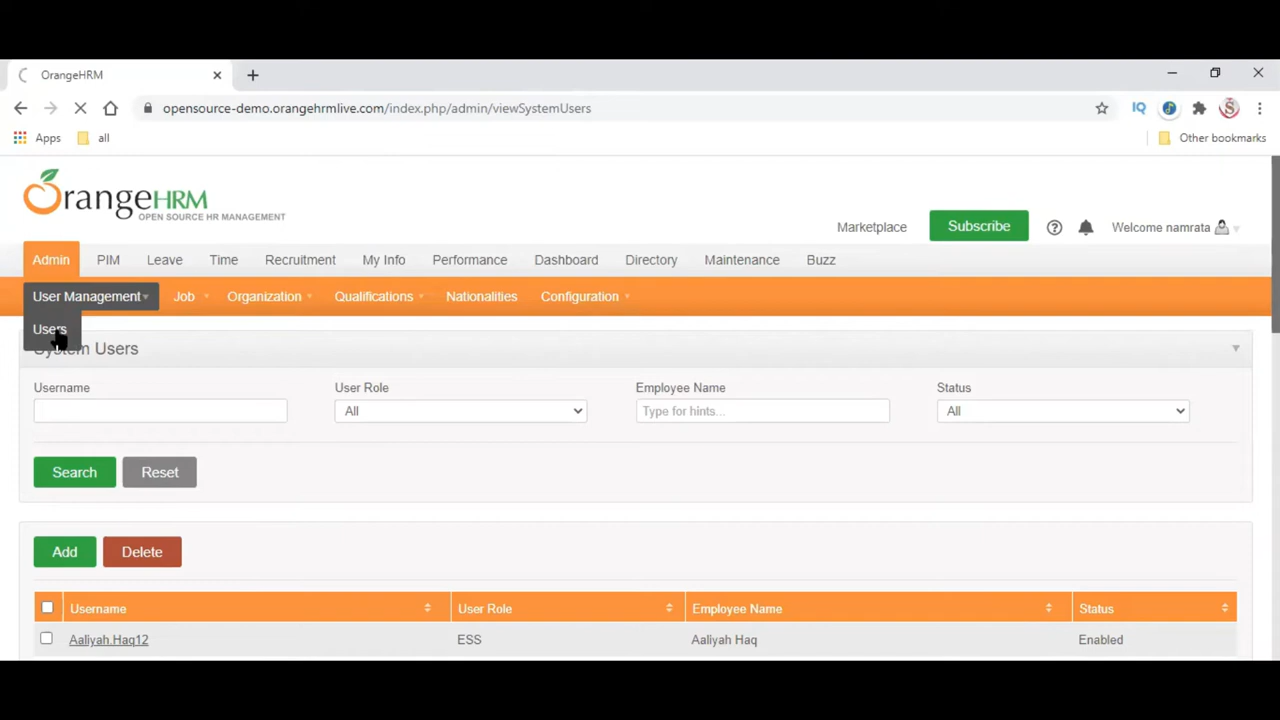 OrangeHRM
opensource-demo.orangehrmlive.com/index.php/admin/viewSystemUsers
Apps all Other bookmarks
OrangeHRM
OPEN SOURCE HR MANAGEMENT
Marketplace Subscribe Welcome namrata
Admin PIM Leave Time Recruitment My Info Performance Dashboard Directory Maintenance Buzz
User Management Job Organization Qualifications Nationalities Configuration
Users
System Users
Username User Role Employee Name Status
All Type for hints... All
Search Reset
Add Delete
Username User Role Employee Name Status
Aaliyah.Haq12 ESS Aaliyah Haq Enabled